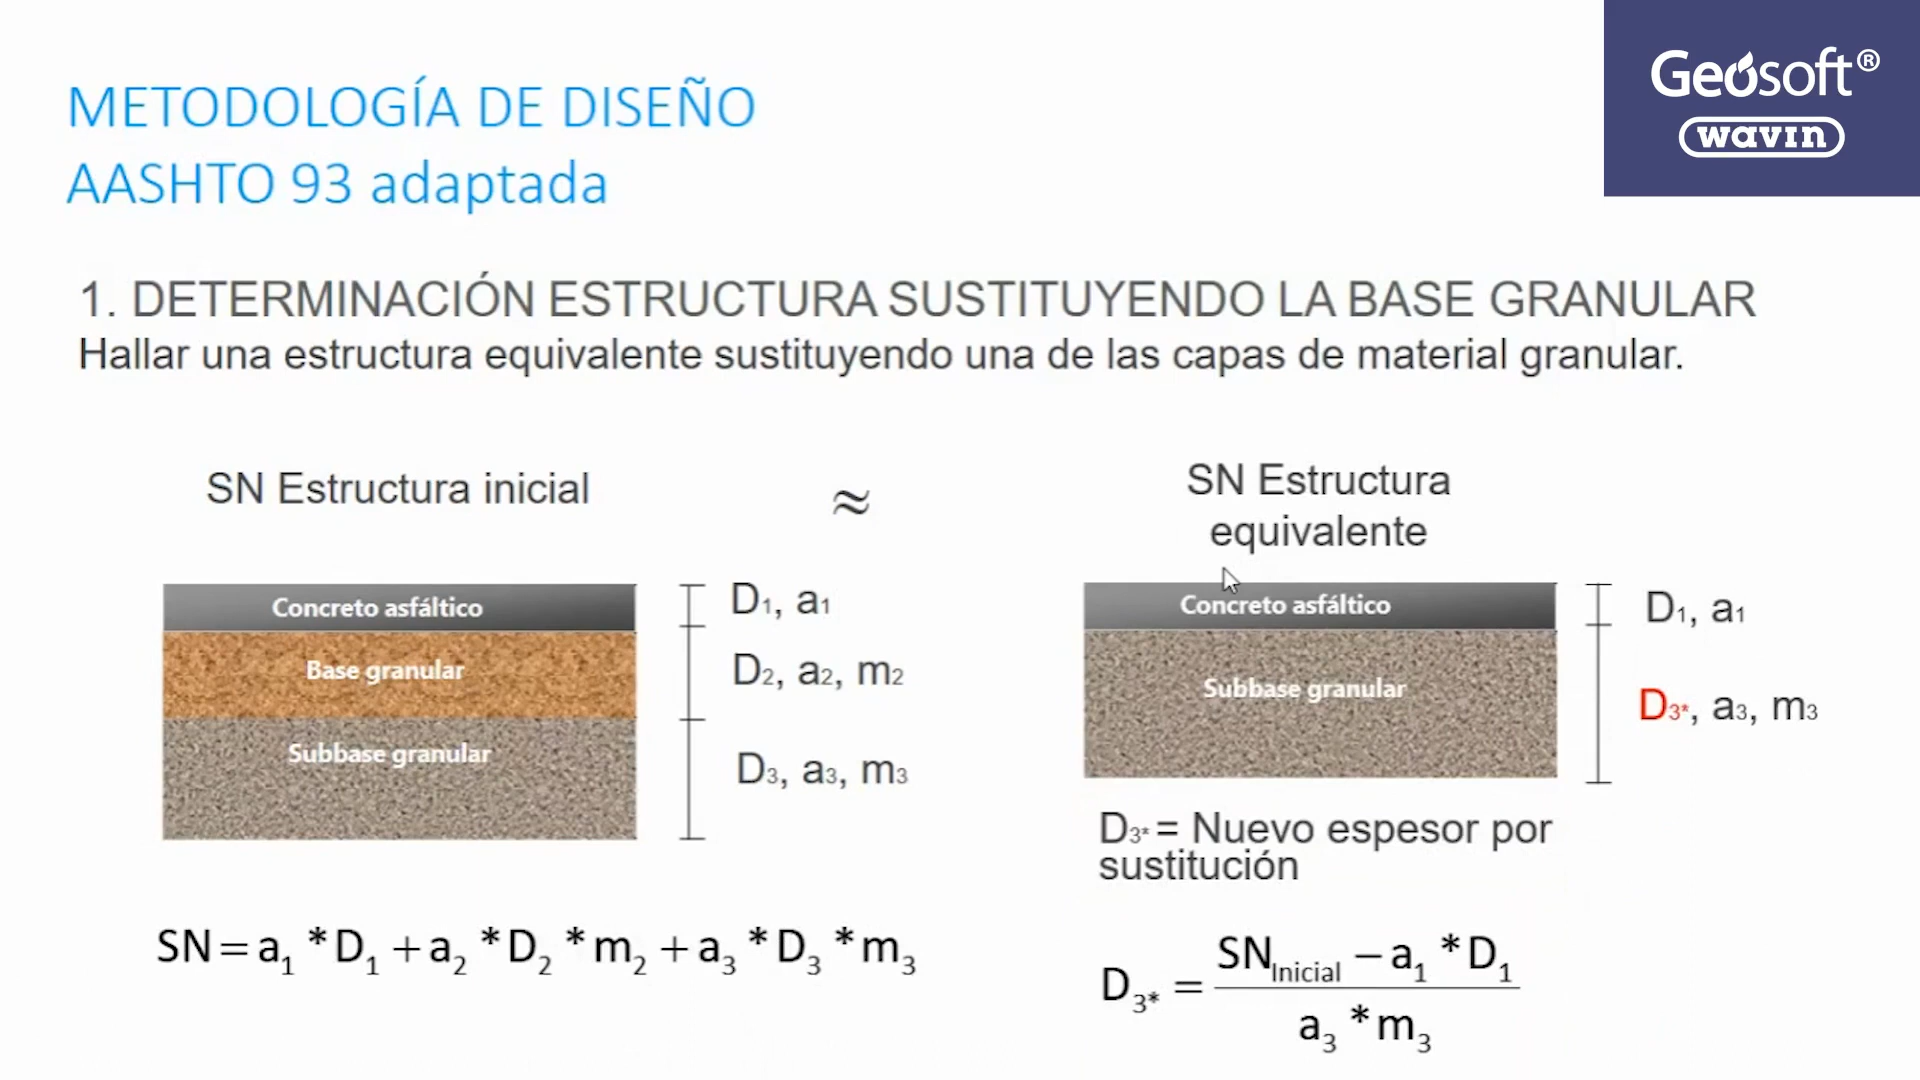 Geosoft®
wavin
METODOLOGÍA DE DISEÑO
AASHTO 93 adaptada
1. DETERMINACIÓN ESTRUCTURA SUSTITUYENDO LA BASE GRANULAR
Hallar una estructura equivalente sustituyendo una de las capas de material granular.
SN Estructura inicial
≈
SN Estructura
equivalente
Concreto asfáltico
D₁, a₁
Base granular
D₂, a₂, m₂
Subbase granular
D₃, a₃, m₃
Concreto asfáltico
D₁, a₁
Subbase granular
D₃*, a₃, m₃
D₃* = Nuevo espesor por
sustitución
SN = a₁ * D₁ + a₂ * D₂ * m₂ + a₃ * D₃ * m₃
D₃* = (SN_Inicial − a₁ * D₁) / (a₃ * m₃)